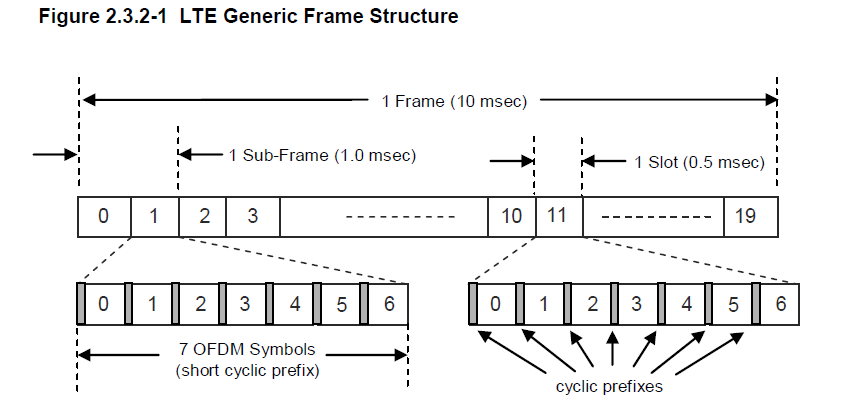 Figure 2.3.2-1 LTE Generic Frame Structure
1 Frame (10 msec)
1 Sub-Frame (1.0 msec)
1 Slot (0.5 msec)
0 1 2 3 10 11 19
0 1 2 3 4 5 6
0 1 2 3 4 5 6
7 OFDM Symbols
(short cyclic prefix)
cyclic prefixes